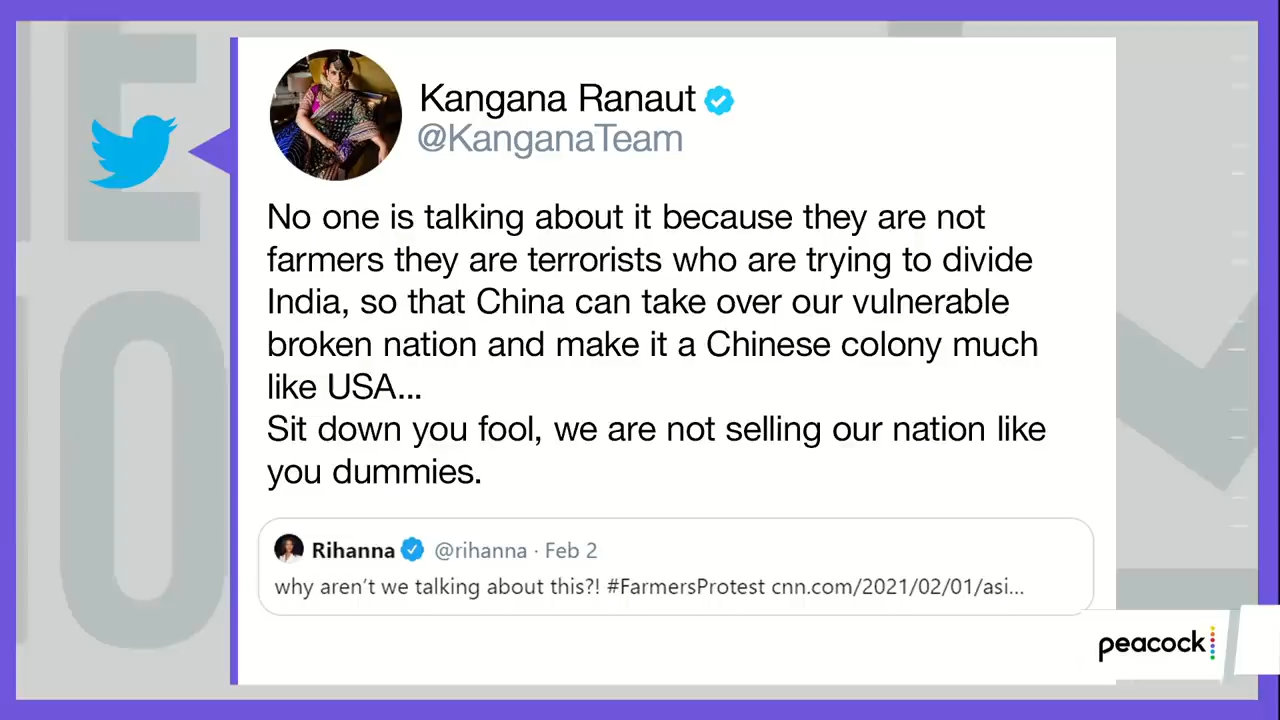 Kangana Ranaut
@KanganaTeam
No one is talking about it because they are not
farmers they are terrorists who are trying to divide
India, so that China can take over our vulnerable
broken nation and make it a Chinese colony much
like USA...
Sit down you fool, we are not selling our nation like
you dummies.
Rihanna @rihanna · Feb 2
why aren't we talking about this?! #FarmersProtest cnn.com/2021/02/01/asi...
peacock